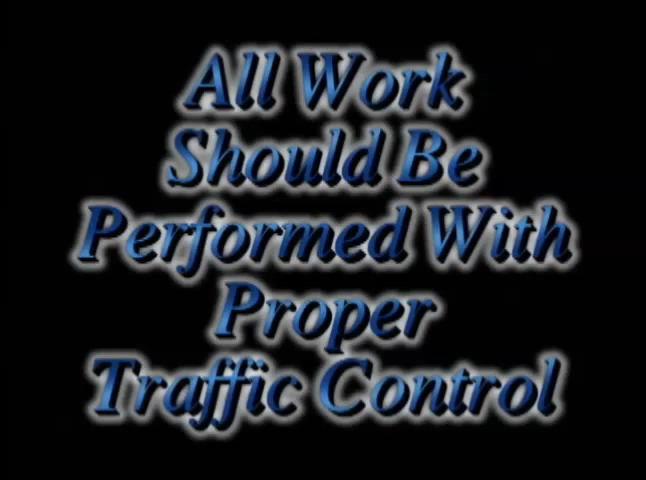 All Work
Should Be
Performed With
Proper
Traffic Control